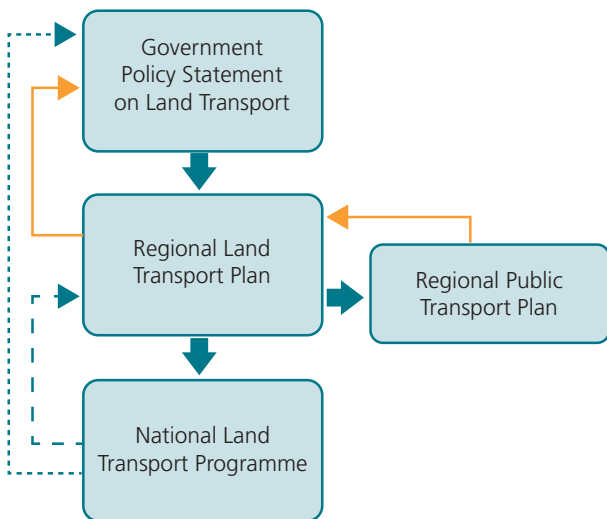 Government
Policy Statement
on Land Transport
Regional Land
Transport Plan
Regional Public
Transport Plan
National Land
Transport Programme